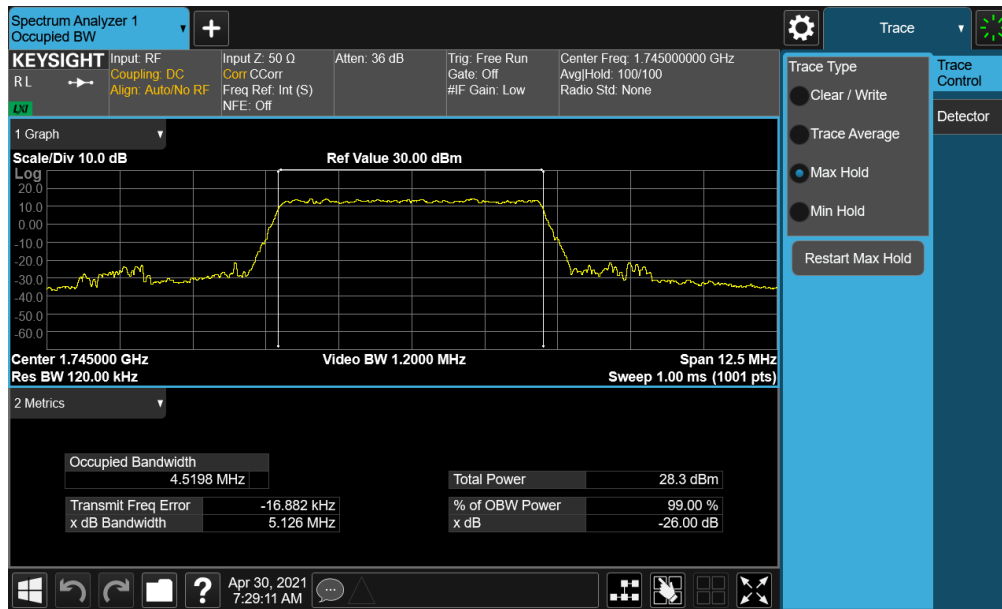 Spectrum Analyzer 1
Occupied BW
+
Trace
KEYSIGHT
R L
LXI
Input: RF
Coupling: DC
Align: Auto/No RF
Input Z: 50 Ω
Corr CCorr
Freq Ref: Int (S)
NFE: Off
Atten: 36 dB
Trig: Free Run
Gate: Off
#IF Gain: Low
Center Freq: 1.745000000 GHz
Avg|Hold: 100/100
Radio Std: None
1 Graph
Scale/Div 10.0 dB
Ref Value 30.00 dBm
Log
20.0
10.0
0.00
-10.0
-20.0
-30.0
-40.0
-50.0
-60.0
Center 1.745000 GHz
Video BW 1.2000 MHz
Span 12.5 MHz
Res BW 120.00 kHz
Sweep 1.00 ms (1001 pts)
2 Metrics
Occupied Bandwidth
4.5198 MHz
Total Power 28.3 dBm
Transmit Freq Error -16.882 kHz
% of OBW Power 99.00 %
x dB Bandwidth 5.126 MHz
x dB -26.00 dB
?
Apr 30, 2021
7:29:11 AM
Trace Type
Clear / Write
Trace Average
Max Hold
Min Hold
Restart Max Hold
Trace
Control
Detector